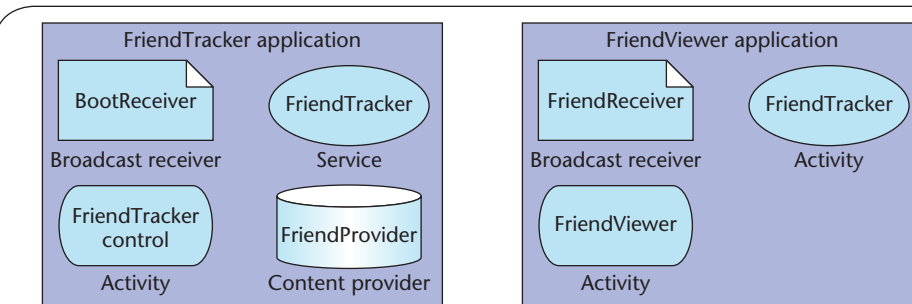 FriendTracker application
BootReceiver
Broadcast receiver
FriendTracker
Service
FriendTracker
control
Activity
FriendProvider
Content provider
FriendViewer application
FriendReceiver
Broadcast receiver
FriendTracker
Activity
FriendViewer
Activity